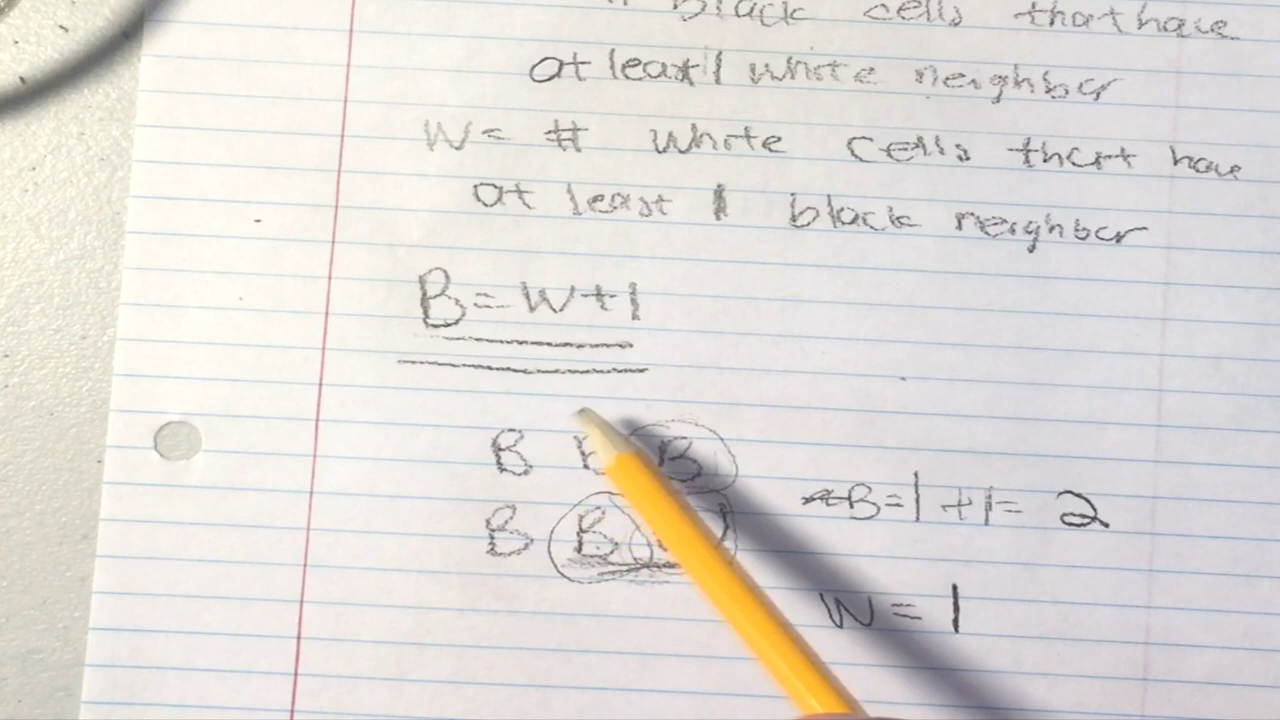 Black cells that have
at least 1 white neighbor
W = # white cells that have
at least 1 black neighbor
B = W + 1
B B
B B
B = 1 + 1 = 2
W = 1